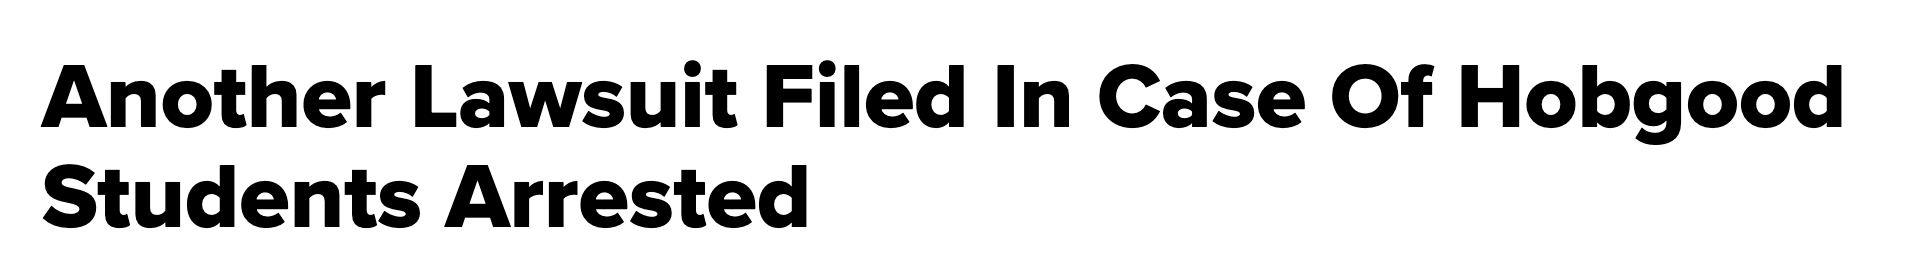 Another Lawsuit Filed In Case Of Hobgood
Students Arrested